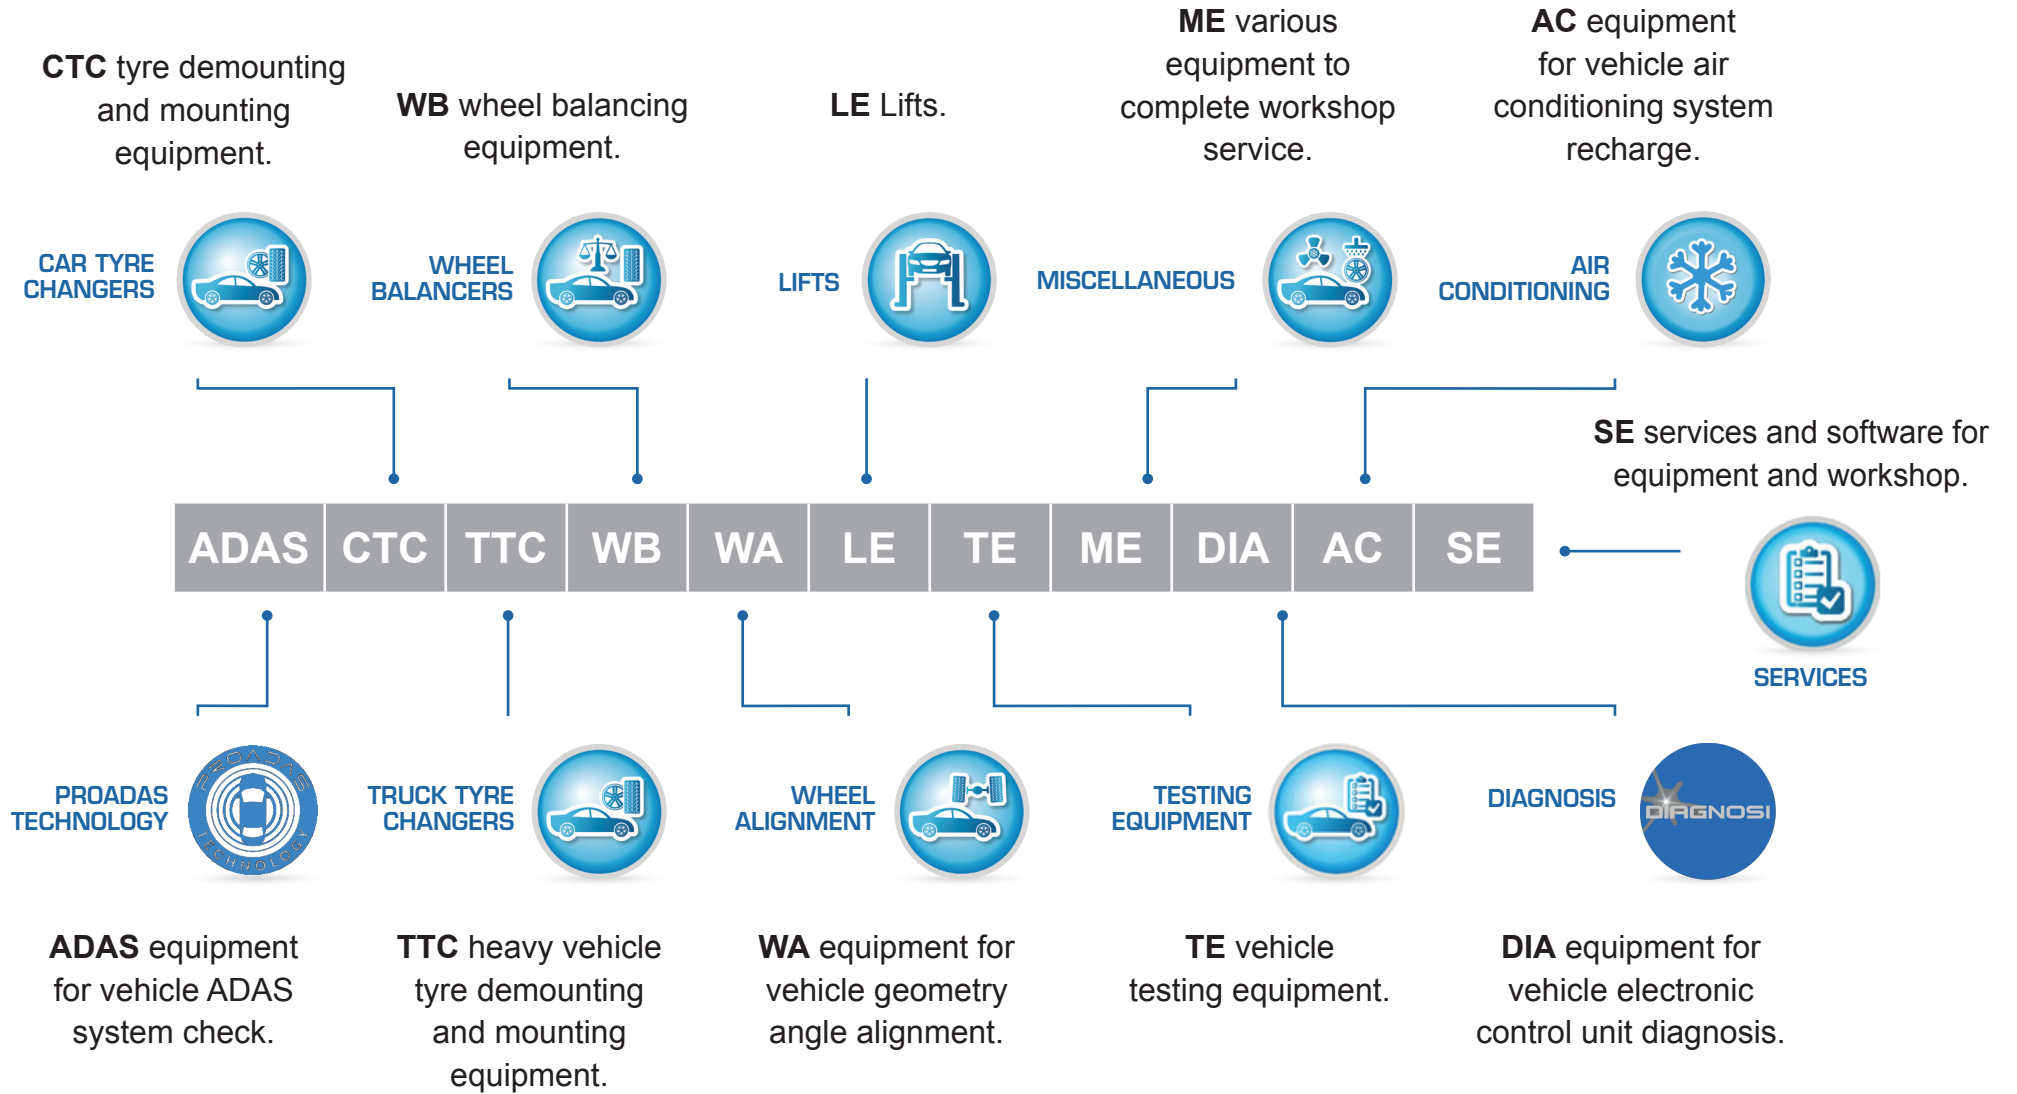 CTC tyre demounting
and mounting
equipment.
WB wheel balancing
equipment.
LE Lifts.
ME various
equipment to
complete workshop
service.
AC equipment
for vehicle air
conditioning system
recharge.
CAR TYRE
CHANGERS
WHEEL
BALANCERS
LIFTS
MISCELLANEOUS
AIR
CONDITIONING
SE services and software for
equipment and workshop.
SERVICES
ADAS CTC TTC WB WA LE TE ME DIA AC SE
PROADAS
TECHNOLOGY
PROADAS
TECHNOLOGY
TRUCK TYRE
CHANGERS
WHEEL
ALIGNMENT
TESTING
EQUIPMENT
DIAGNOSIS
DIAGNOSI
ADAS equipment
for vehicle ADAS
system check.
TTC heavy vehicle
tyre demounting
and mounting
equipment.
WA equipment for
vehicle geometry
angle alignment.
TE vehicle
testing equipment.
DIA equipment for
vehicle electronic
control unit diagnosis.